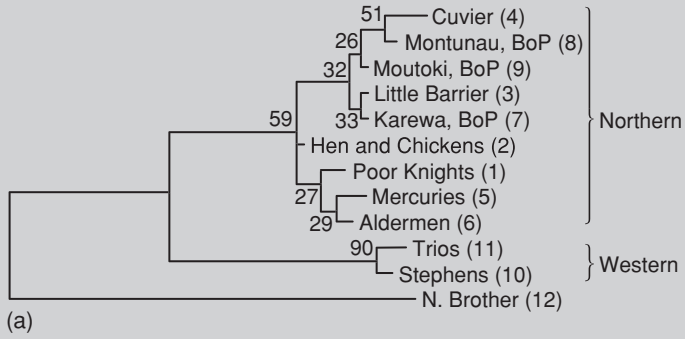 51
Cuvier (4)
26
Montunau, BoP (8)
32
Moutoki, BoP (9)
Little Barrier (3)
59
33
Karewa, BoP (7)
Northern
Hen and Chickens (2)
Poor Knights (1)
27
Mercuries (5)
29
Aldermen (6)
90
Trios (11)
Western
Stephens (10)
N. Brother (12)
(a)